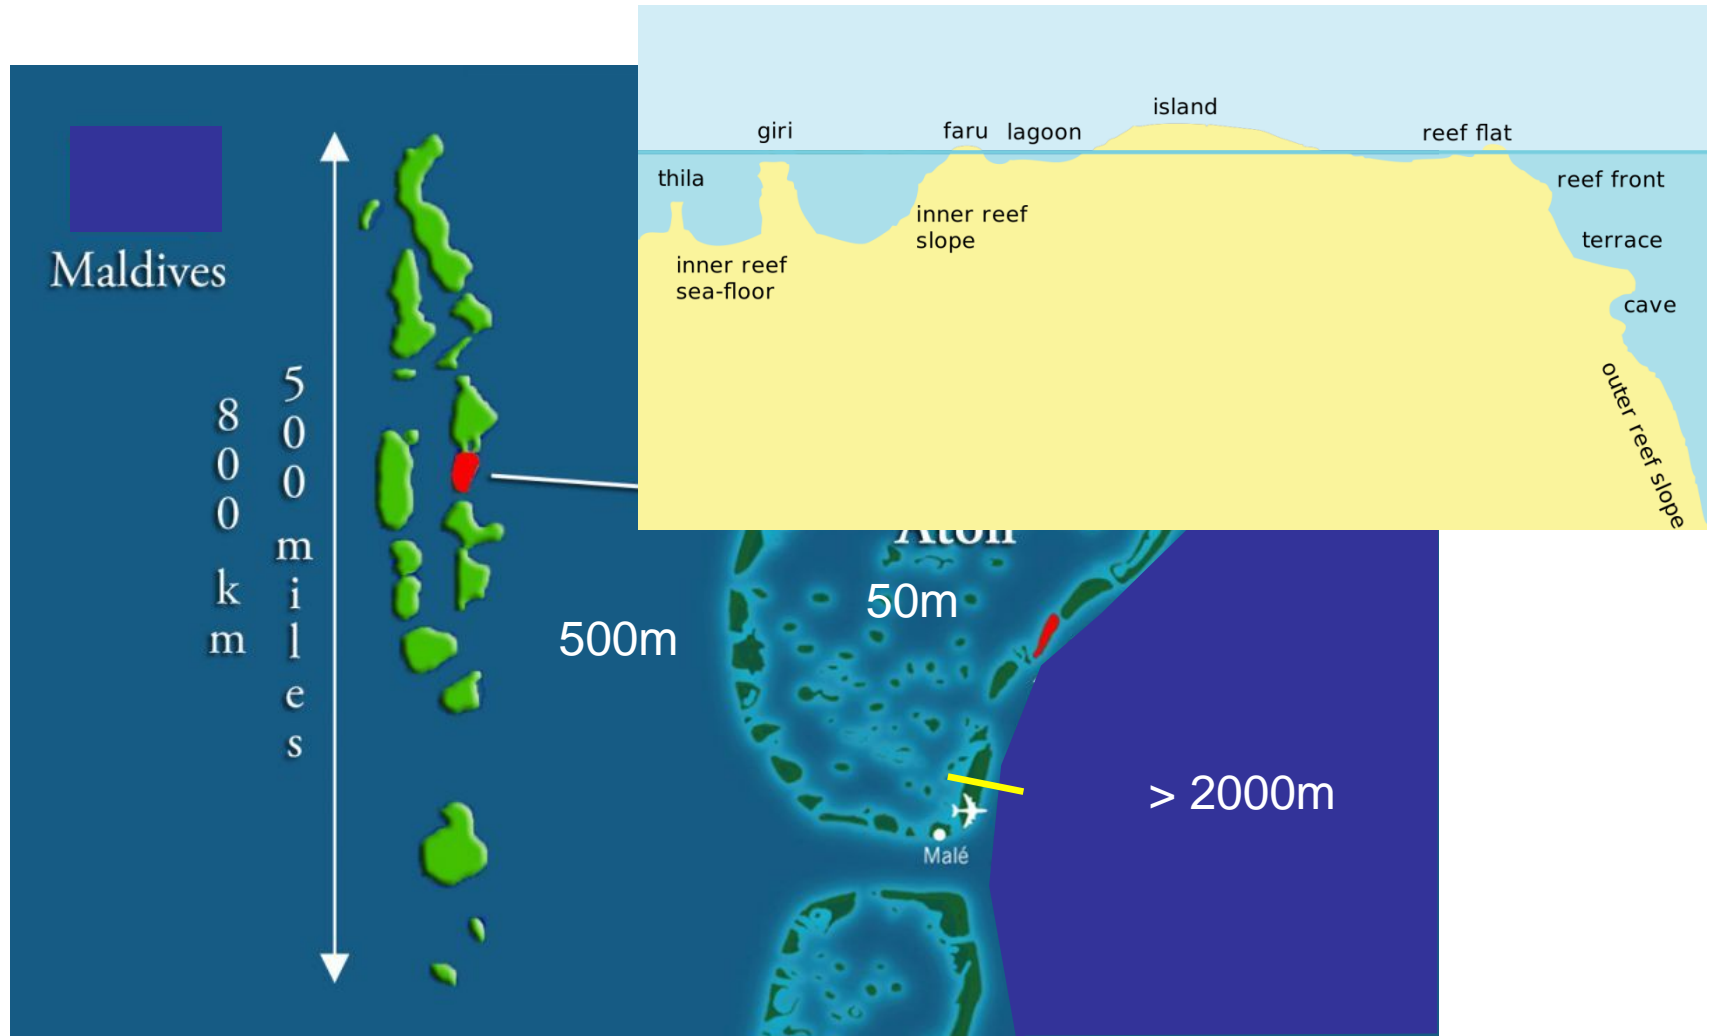 Maldives
800 km
500 miles
island
giri
faru
lagoon
reef flat
thila
reef front
inner reef
slope
terrace
inner reef
sea-floor
cave
outer reef slope
Atoll
50m
500m
> 2000m
Malé